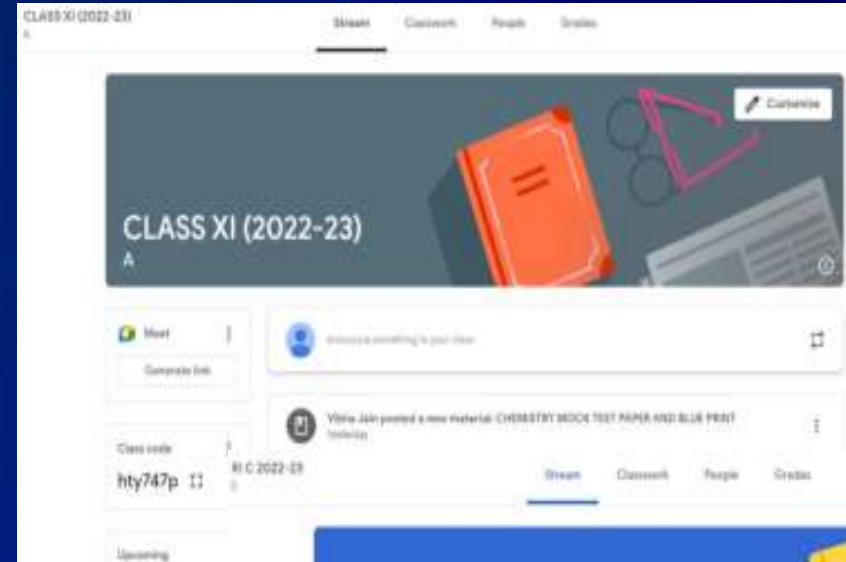 CLASS XI (2022-23)
A
Stream Classwork People Grades
Customise
CLASS XI (2022-23)
A
Meet
Generate link
Announce something to your class
Vibha Jain posted a new material: CHEMISTRY MOCK TEST PAPER AND BLUE PRINT
Yesterday
Class code
hty747p
XI C 2022-23
Stream Classwork People Grades
Upcoming